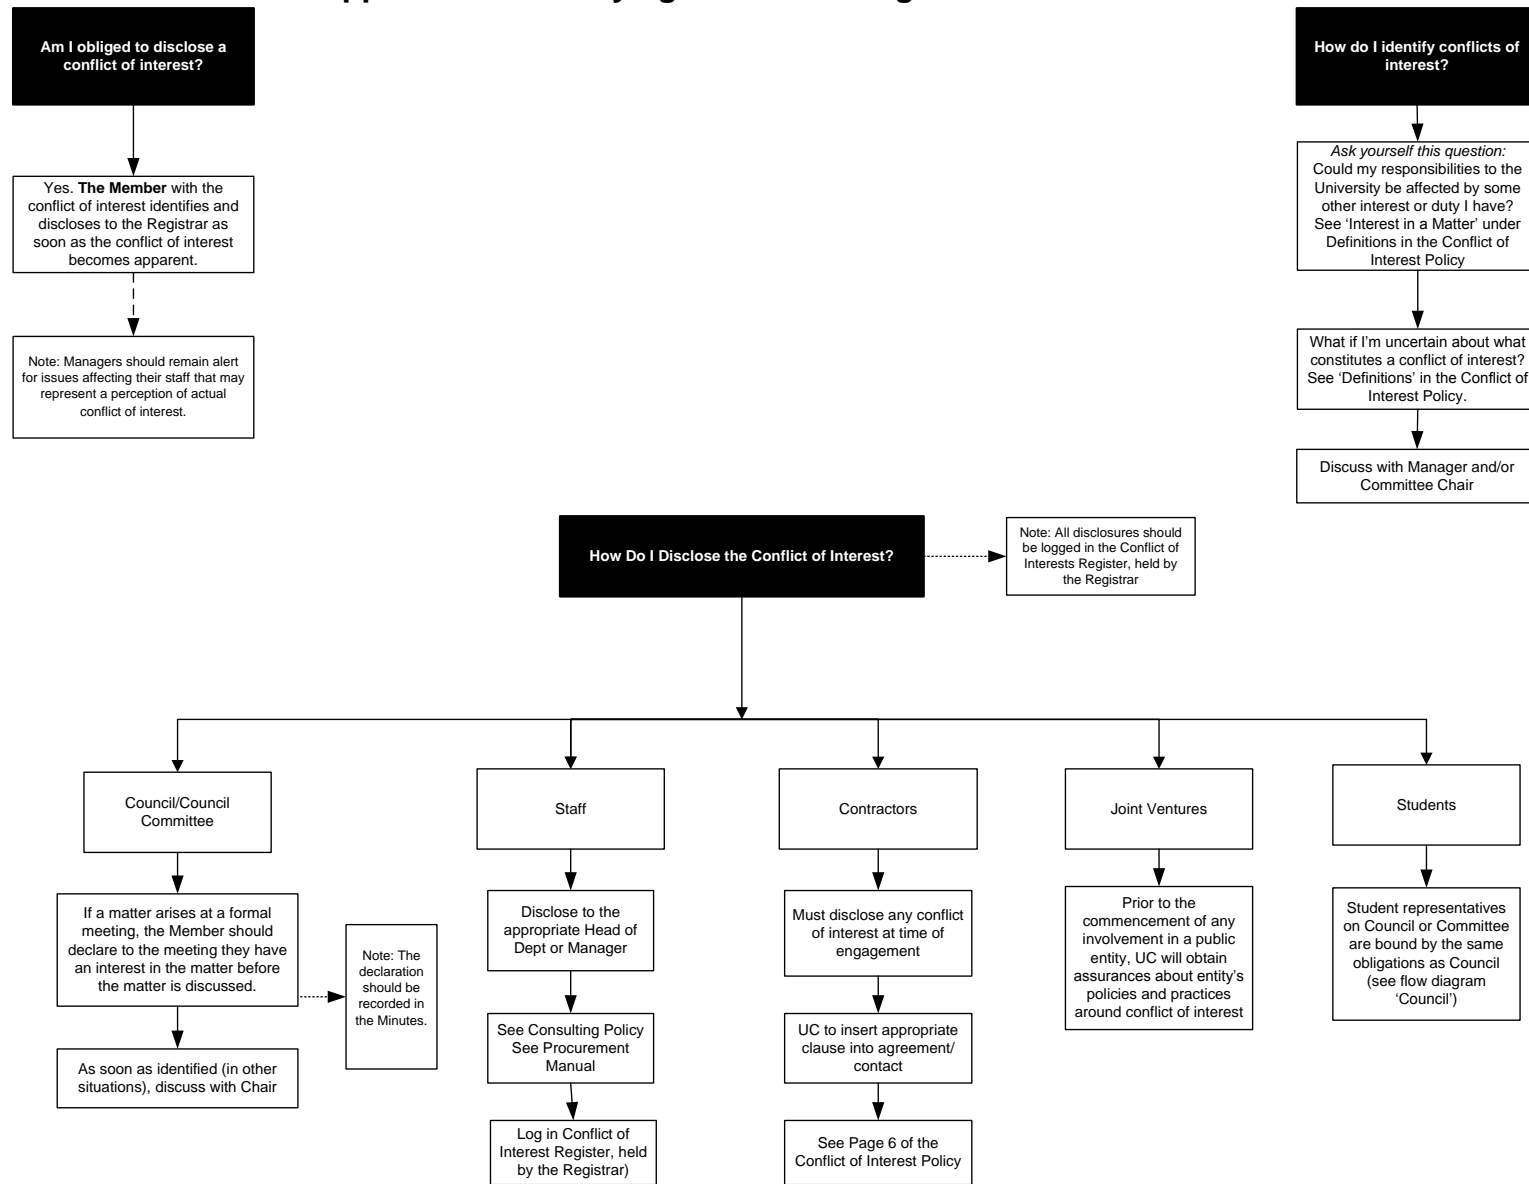 Am I obliged to disclose a
conflict of interest?
Yes. The Member with the
conflict of interest identifies and
discloses to the Registrar as
soon as the conflict of interest
becomes apparent.
Note: Managers should remain alert
for issues affecting their staff that may
represent a perception of actual
conflict of interest.
How do I identify conflicts of
interest?
Ask yourself this question:
Could my responsibilities to the
University be affected by some
other interest or duty I have?
See ‘Interest in a Matter’ under
Definitions in the Conflict of
Interest Policy
What if I’m uncertain about what
constitutes a conflict of interest?
See ‘Definitions’ in the Conflict of
Interest Policy.
Discuss with Manager and/or
Committee Chair
How Do I Disclose the Conflict of Interest?
Note: All disclosures should
be logged in the Conflict of
Interests Register, held by
the Registrar
Council/Council
Committee
If a matter arises at a formal
meeting, the Member should
declare to the meeting they have
an interest in the matter before
the matter is discussed.
Note: The
declaration
should be
recorded in
the Minutes.
As soon as identified (in other
situations), discuss with Chair
Staff
Disclose to the
appropriate Head of
Dept or Manager
See Consulting Policy
See Procurement
Manual
Log in Conflict of
Interest Register, held
by the Registrar)
Contractors
Must disclose any conflict
of interest at time of
engagement
UC to insert appropriate
clause into agreement/
contact
See Page 6 of the
Conflict of Interest Policy
Joint Ventures
Prior to the
commencement of any
involvement in a public
entity, UC will obtain
assurances about entity’s
policies and practices
around conflict of interest
Students
Student representatives
on Council or Committee
are bound by the same
obligations as Council
(see flow diagram
‘Council’)